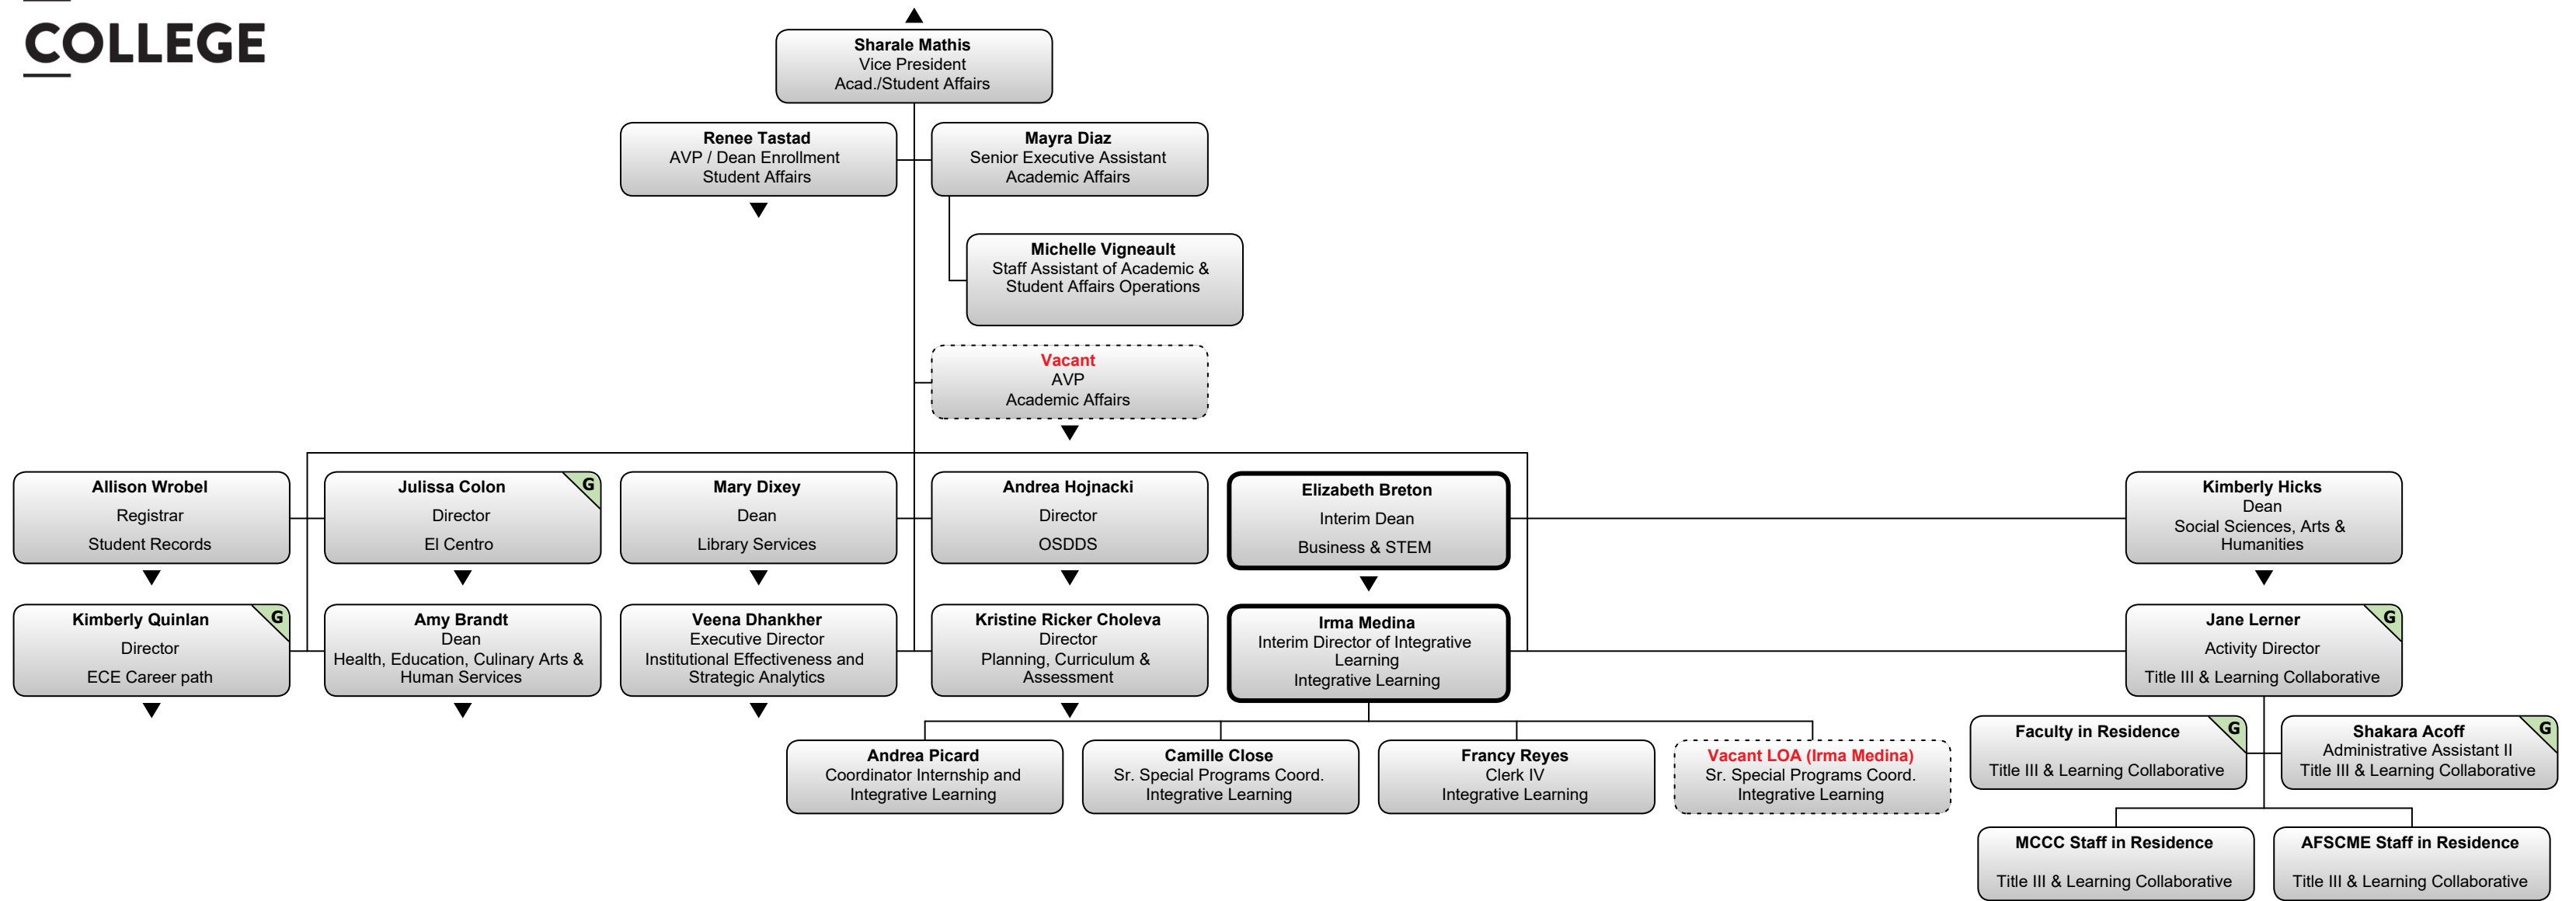 COLLEGE
Sharale Mathis
Vice President
Acad./Student Affairs
Renee Tastad
AVP / Dean Enrollment
Student Affairs
Mayra Diaz
Senior Executive Assistant
Academic Affairs
Michelle Vigneault
Staff Assistant of Academic &
Student Affairs Operations
Vacant
AVP
Academic Affairs
Allison Wrobel
Registrar
Student Records
Julissa Colon
G
Director
El Centro
Mary Dixey
Dean
Library Services
Andrea Hojnacki
Director
OSDDS
Elizabeth Breton
Interim Dean
Business & STEM
Kimberly Hicks
Dean
Social Sciences, Arts &
Humanities
Kimberly Quinlan
G
Director
ECE Career path
Amy Brandt
Dean
Health, Education, Culinary Arts &
Human Services
Veena Dhankher
Executive Director
Institutional Effectiveness and
Strategic Analytics
Kristine Ricker Choleva
Director
Planning, Curriculum &
Assessment
Irma Medina
Interim Director of Integrative
Learning
Integrative Learning
Jane Lerner
G
Activity Director
Title III & Learning Collaborative
Andrea Picard
Coordinator Internship and
Integrative Learning
Camille Close
Sr. Special Programs Coord.
Integrative Learning
Francy Reyes
Clerk IV
Integrative Learning
Vacant LOA (Irma Medina)
Sr. Special Programs Coord.
Integrative Learning
Faculty in Residence
G
Title III & Learning Collaborative
Shakara Acoff
G
Administrative Assistant II
Title III & Learning Collaborative
MCCC Staff in Residence
Title III & Learning Collaborative
AFSCME Staff in Residence
Title III & Learning Collaborative